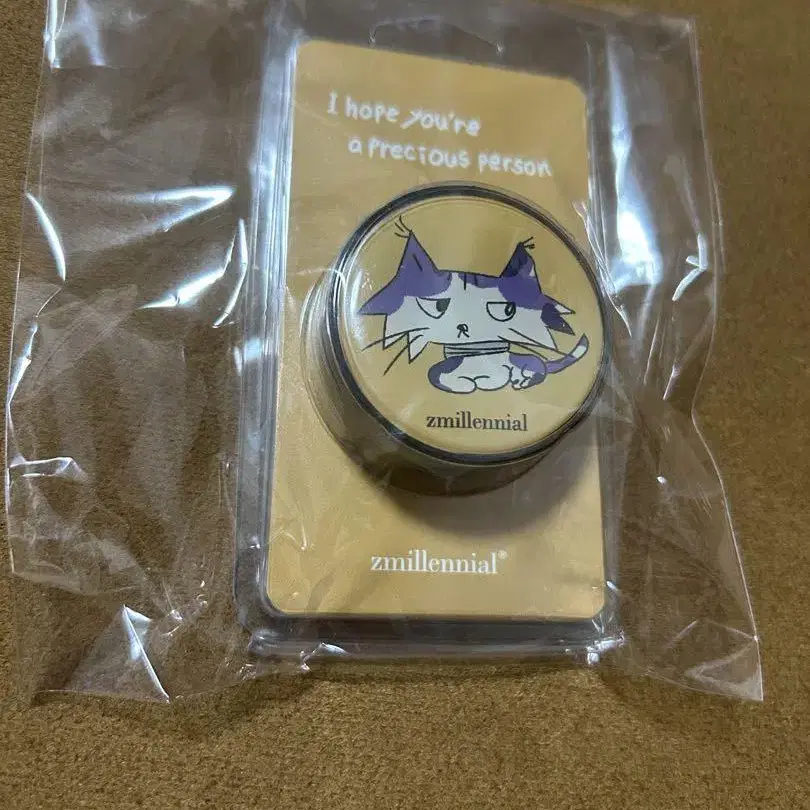 I hope you're
a precious person
zmillennial
zmillennial®